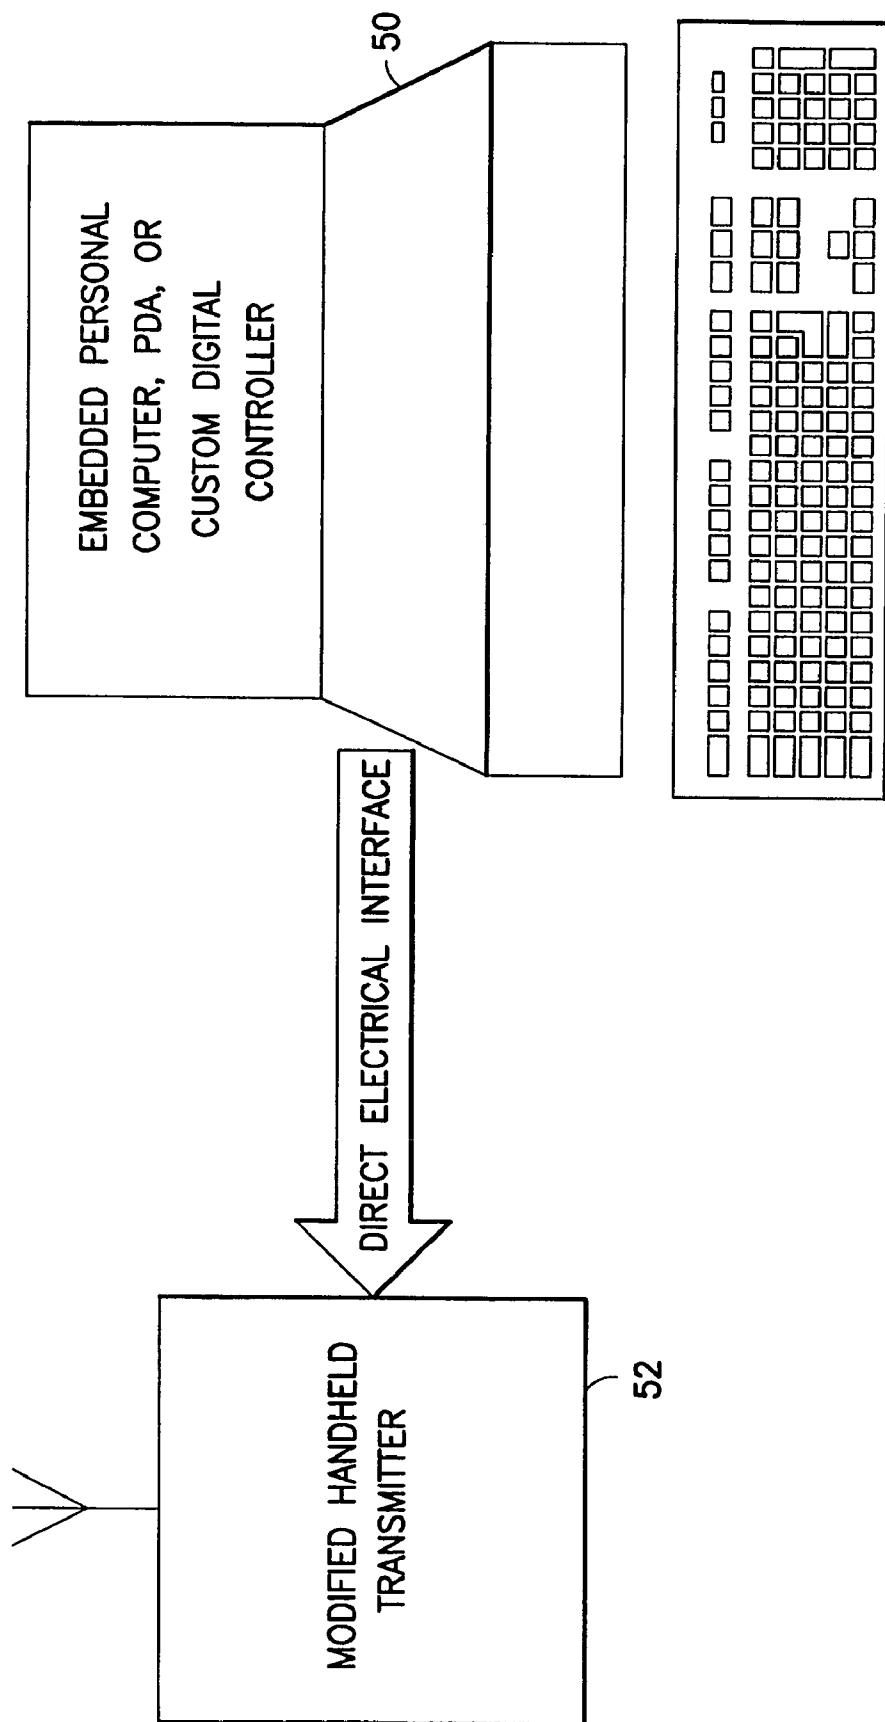 EMBEDDED PERSONAL
COMPUTER, PDA, OR
CUSTOM DIGITAL
CONTROLLER
50
DIRECT ELECTRICAL INTERFACE
MODIFIED HANDHELD
TRANSMITTER
52